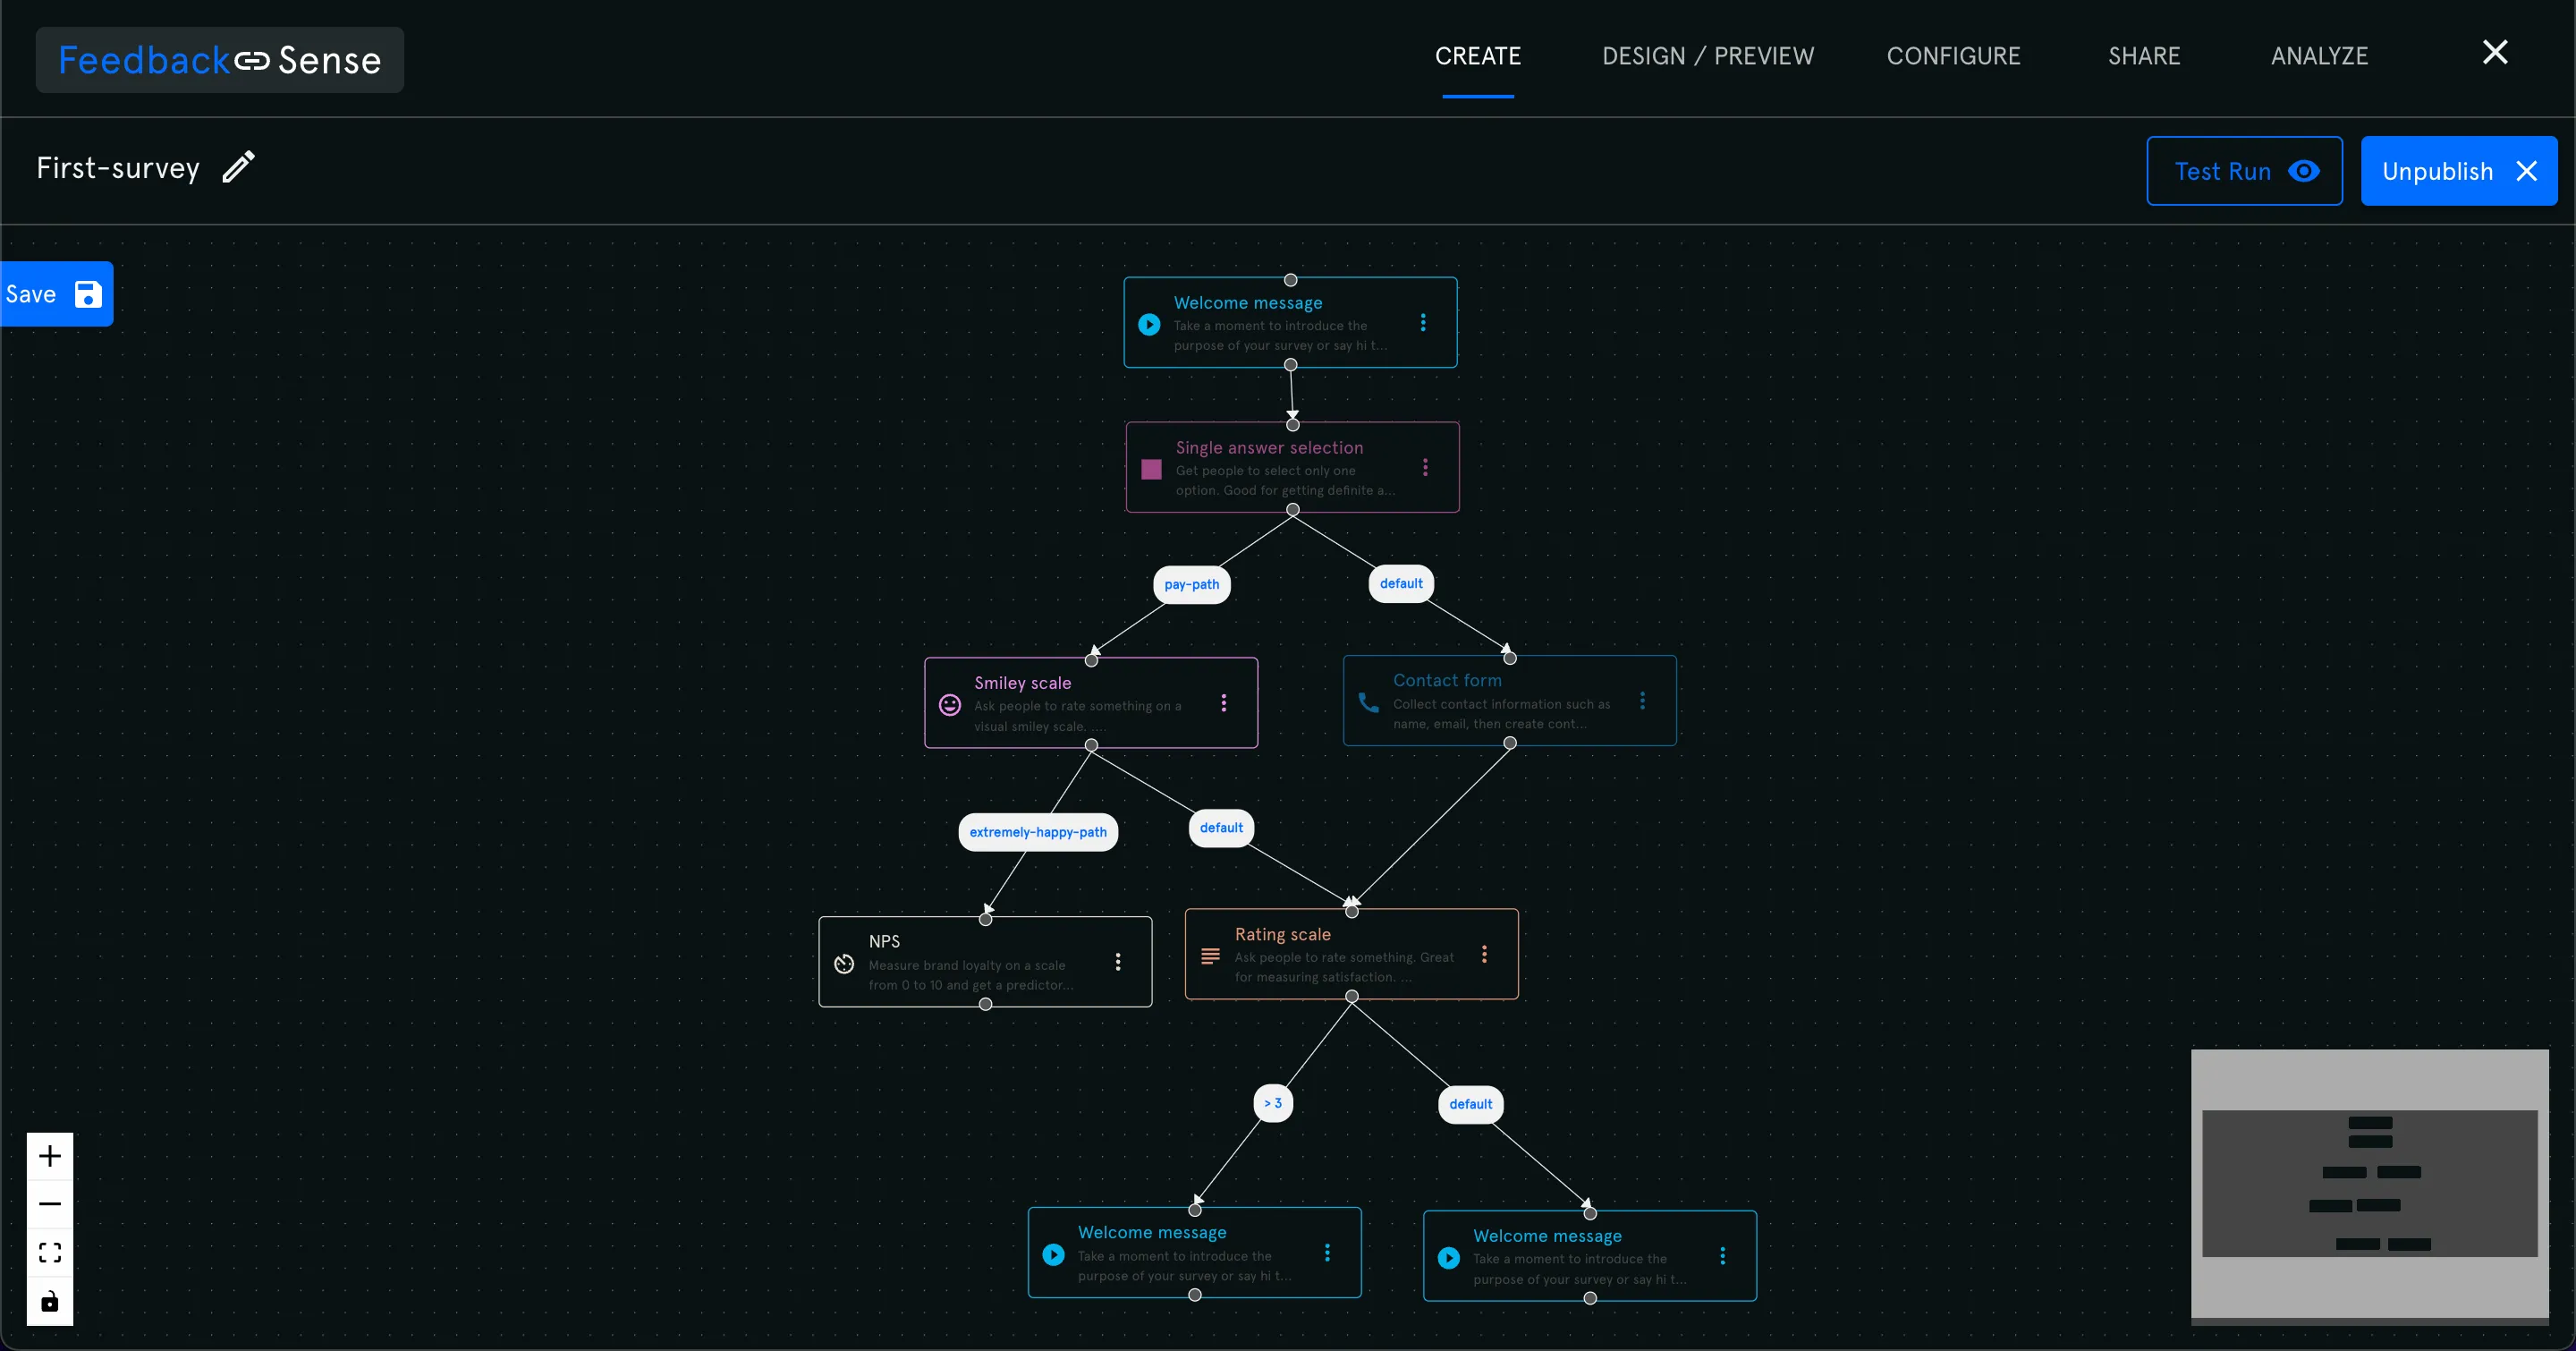 Feedback Sense
CREATE
DESIGN / PREVIEW
CONFIGURE
SHARE
ANALYZE
First-survey
Test Run
Unpublish
Save
Welcome message
Take a moment to introduce the
purpose of your survey or say hi t...
Single answer selection
Get people to select only one
option. Good for getting definite a...
pay-path
default
Smiley scale
Ask people to rate something on a
visual smiley scale. ....
Contact form
Collect contact information such as
name, email, then create cont...
extremely-happy-path
default
NPS
Measure brand loyalty on a scale
from 0 to 10 and get a predictor...
Rating scale
Ask people to rate something. Great
for measuring satisfaction. ...
> 3
default
Welcome message
Take a moment to introduce the
purpose of your survey or say hi t...
Welcome message
Take a moment to introduce the
purpose of your survey or say hi t...